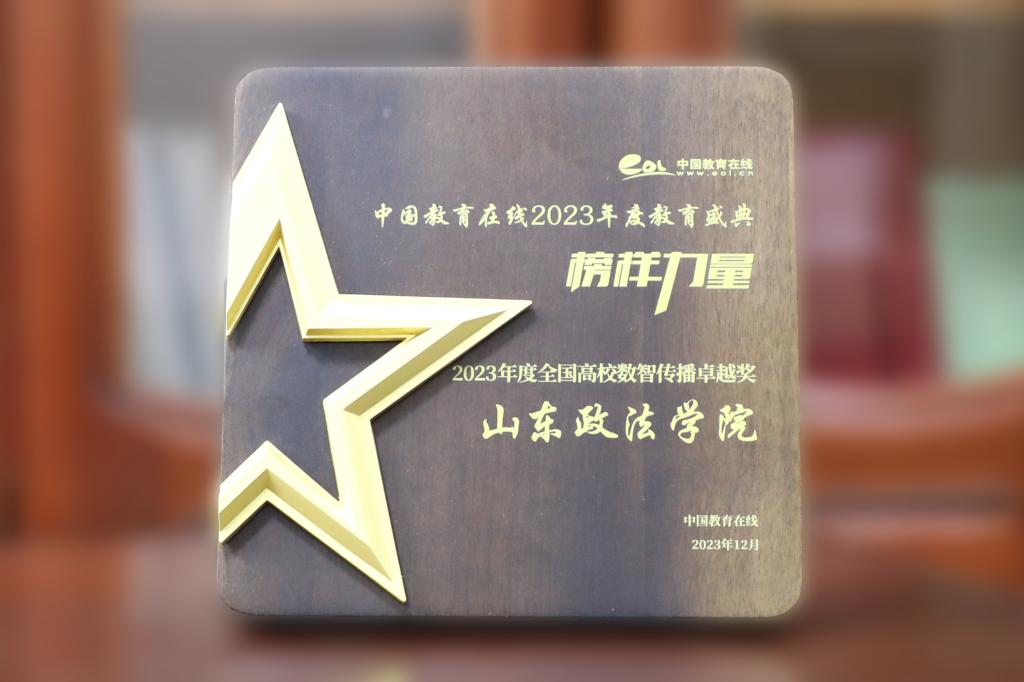 eol 中国教育在线
www.eol.cn
中国教育在线2023年度教育盛典
榜样力量
2023年度全国高校数智传播卓越奖
山东政法学院
中国教育在线
2023年12月